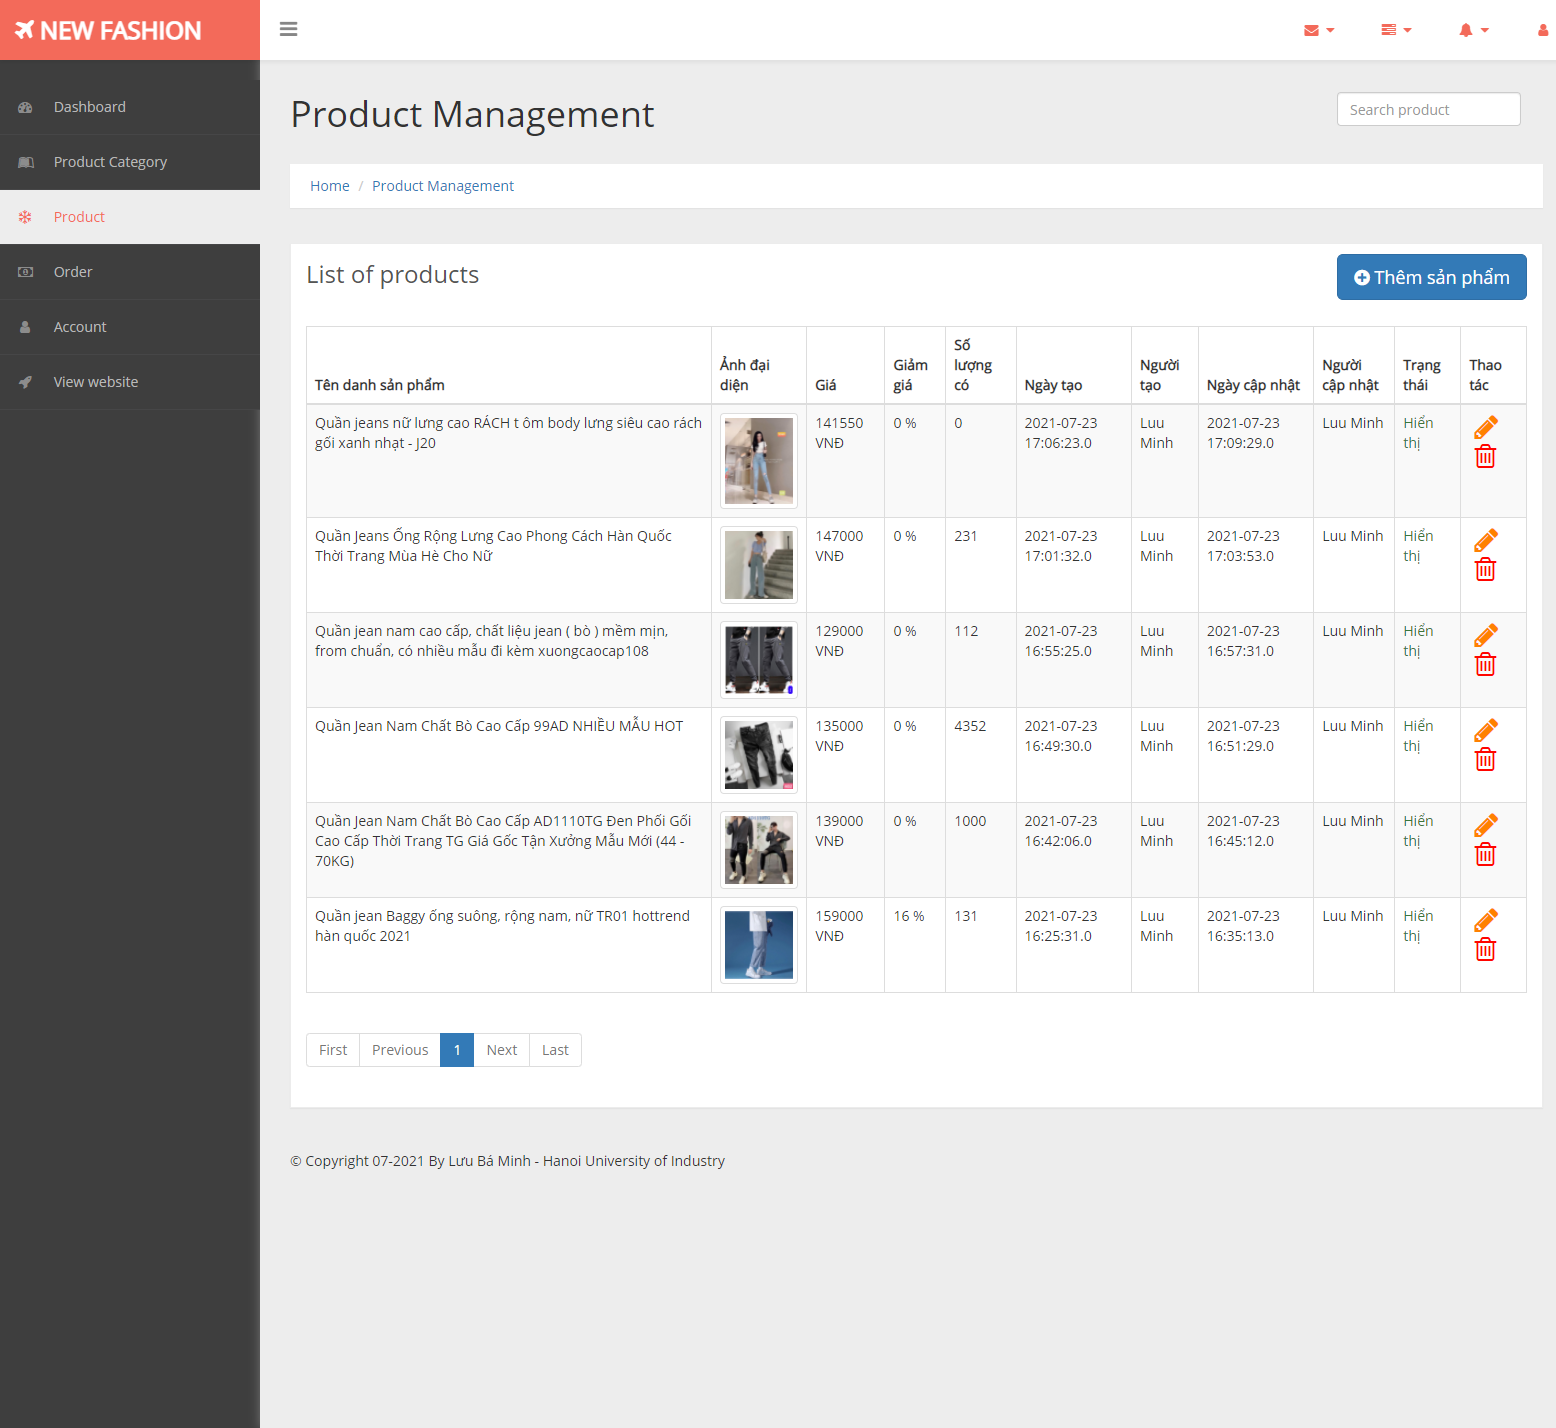 NEW FASHION
Dashboard
Product Category
Product
Order
Account
View website
Product Management
Search product
Home / Product Management
List of products
Thêm sản phẩm
Tên danh sản phẩm
Ảnh đại
diện
Giá
Giảm
giá
Số
lượng
có
Ngày tạo
Người
tạo
Ngày cập nhật
Người
cập nhật
Trạng
thái
Thao
tác
Quần jeans nữ lưng cao RÁCH t ôm body lưng siêu cao rách
gối xanh nhạt - J20
141550
VNĐ
0 %
0
2021-07-23
17:06:23.0
Luu
Minh
2021-07-23
17:09:29.0
Luu Minh
Hiển
thị
Quần Jeans Ống Rộng Lưng Cao Phong Cách Hàn Quốc
Thời Trang Mùa Hè Cho Nữ
147000
VNĐ
0 %
231
2021-07-23
17:01:32.0
Luu
Minh
2021-07-23
17:03:53.0
Luu Minh
Hiển
thị
Quần jean nam cao cấp, chất liệu jean ( bò ) mềm mịn,
from chuẩn, có nhiều mẫu đi kèm xuongcaocap108
129000
VNĐ
0 %
112
2021-07-23
16:55:25.0
Luu
Minh
2021-07-23
16:57:31.0
Luu Minh
Hiển
thị
Quần Jean Nam Chất Bò Cao Cấp 99AD NHIỀU MẪU HOT
135000
VNĐ
0 %
4352
2021-07-23
16:49:30.0
Luu
Minh
2021-07-23
16:51:29.0
Luu Minh
Hiển
thị
Quần Jean Nam Chất Bò Cao Cấp AD1110TG Đen Phối Gối
Cao Cấp Thời Trang TG Giá Gốc Tận Xưởng Mẫu Mới (44 -
70KG)
139000
VNĐ
0 %
1000
2021-07-23
16:42:06.0
Luu
Minh
2021-07-23
16:45:12.0
Luu Minh
Hiển
thị
Quần jean Baggy ống suông, rộng nam, nữ TR01 hottrend
hàn quốc 2021
159000
VNĐ
16 %
131
2021-07-23
16:25:31.0
Luu
Minh
2021-07-23
16:35:13.0
Luu Minh
Hiển
thị
First
Previous
1
Next
Last
© Copyright 07-2021 By Lưu Bá Minh - Hanoi University of Industry